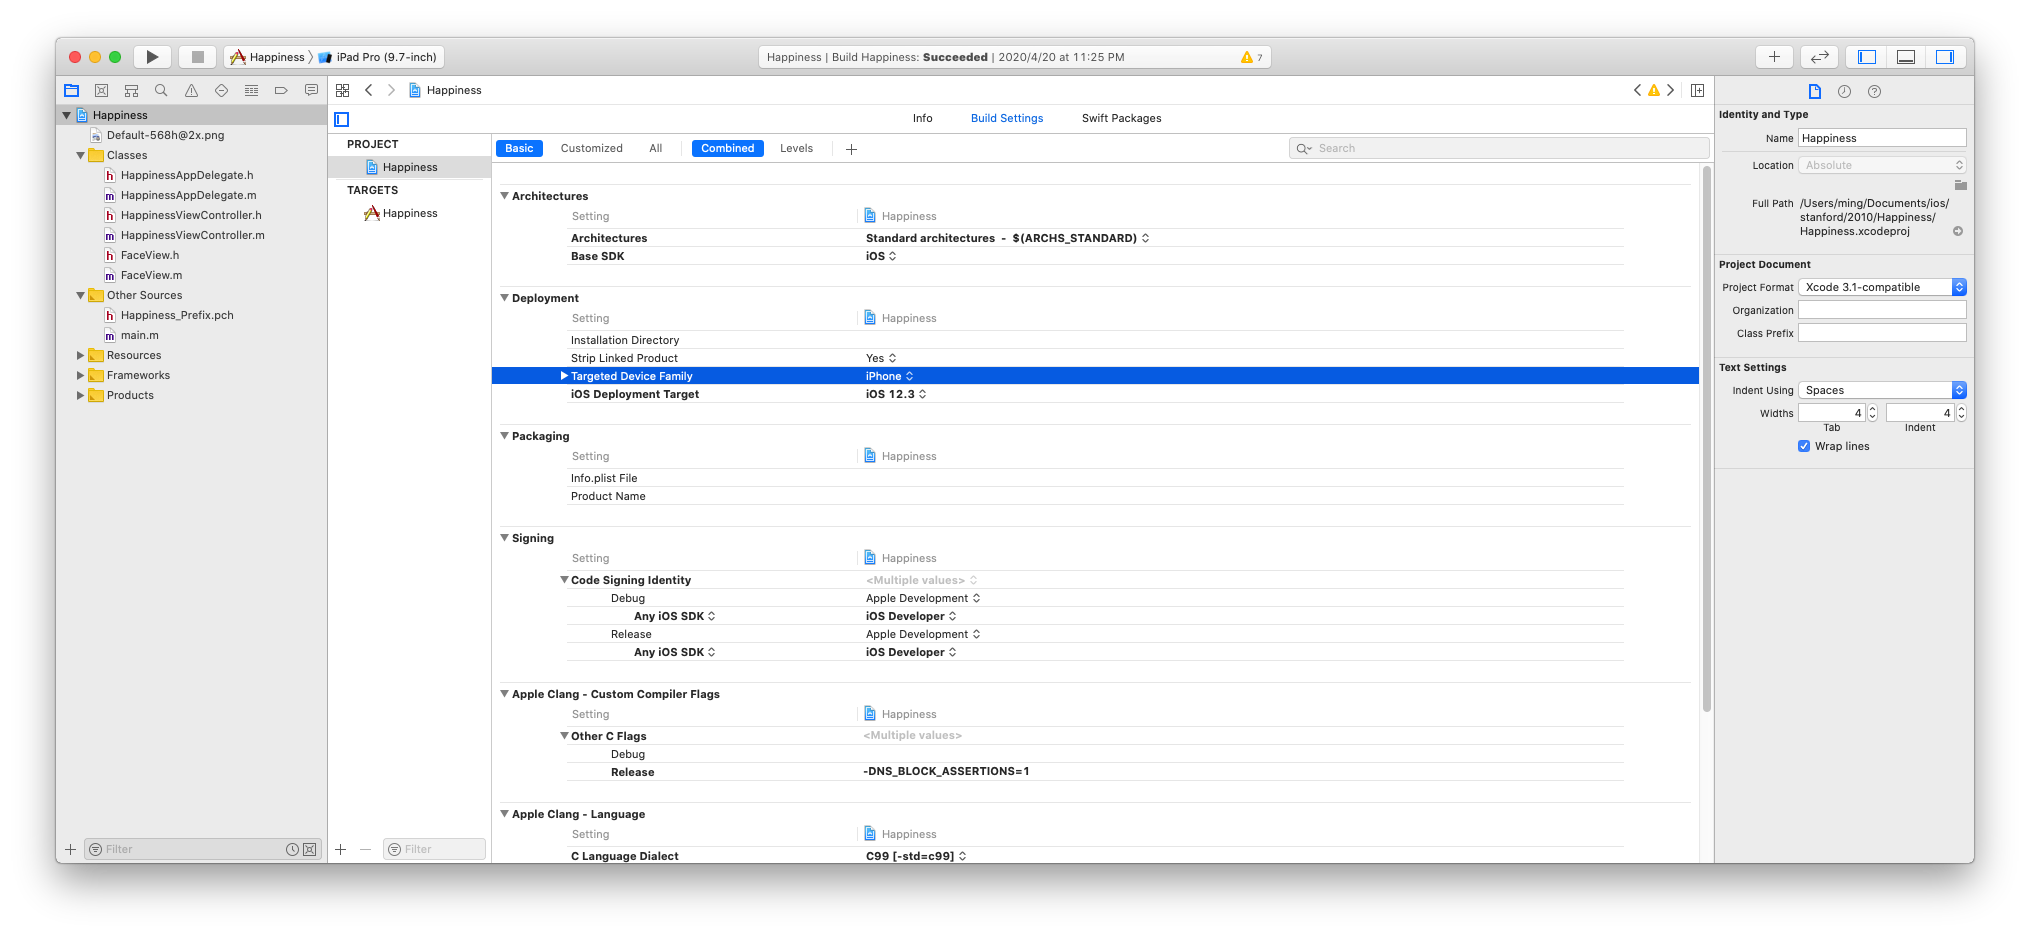 Happiness 〉 iPad Pro (9.7-inch)
Happiness | Build Happiness: Succeeded | 2020/4/20 at 11:25 PM
7
Happiness
Default-568h@2x.png
Classes
HappinessAppDelegate.h
HappinessAppDelegate.m
HappinessViewController.h
HappinessViewController.m
FaceView.h
FaceView.m
Other Sources
Happiness_Prefix.pch
main.m
Resources
Frameworks
Products
Filter
Happiness
Info Build Settings Swift Packages
PROJECT
Happiness
TARGETS
Happiness
Filter
Basic Customized All Combined Levels + Search
Architectures
Setting Happiness
Architectures Standard architectures - $(ARCHS_STANDARD)
Base SDK iOS
Deployment
Setting Happiness
Installation Directory
Strip Linked Product Yes
Targeted Device Family iPhone
iOS Deployment Target iOS 12.3
Packaging
Setting Happiness
Info.plist File
Product Name
Signing
Setting Happiness
Code Signing Identity <Multiple values>
Debug Apple Development
Any iOS SDK iOS Developer
Release Apple Development
Any iOS SDK iOS Developer
Apple Clang - Custom Compiler Flags
Setting Happiness
Other C Flags <Multiple values>
Debug
Release -DNS_BLOCK_ASSERTIONS=1
Apple Clang - Language
Setting Happiness
C Language Dialect C99 [-std=c99]
Identity and Type
Name Happiness
Location Absolute
Full Path /Users/ming/Documents/ios/
stanford/2010/Happiness/
Happiness.xcodeproj
Project Document
Project Format Xcode 3.1-compatible
Organization
Class Prefix
Text Settings
Indent Using Spaces
Widths 4 4
Tab Indent
Wrap lines